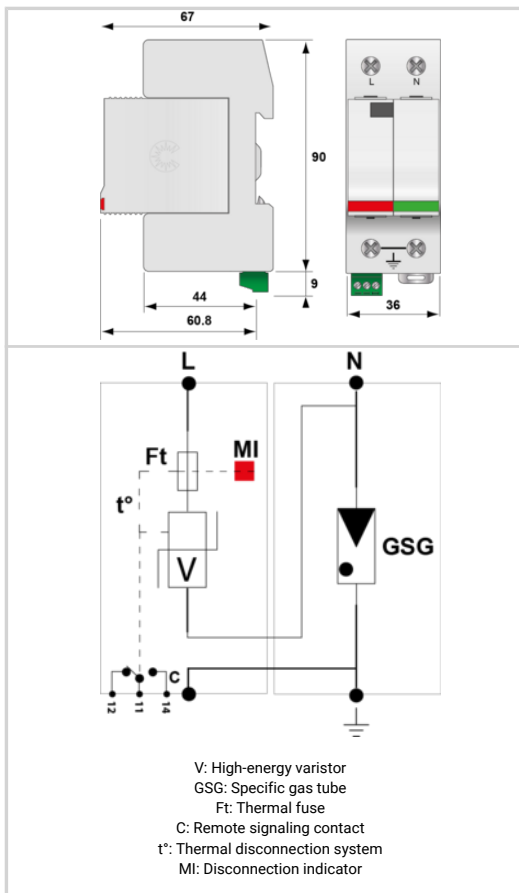 67
L N
90
9
44
60.8
36
L N
Ft MI
t°
V
GSG
C
12 11 14
V: High-energy varistor
GSG: Specific gas tube
Ft: Thermal fuse
C: Remote signaling contact
t°: Thermal disconnection system
MI: Disconnection indicator